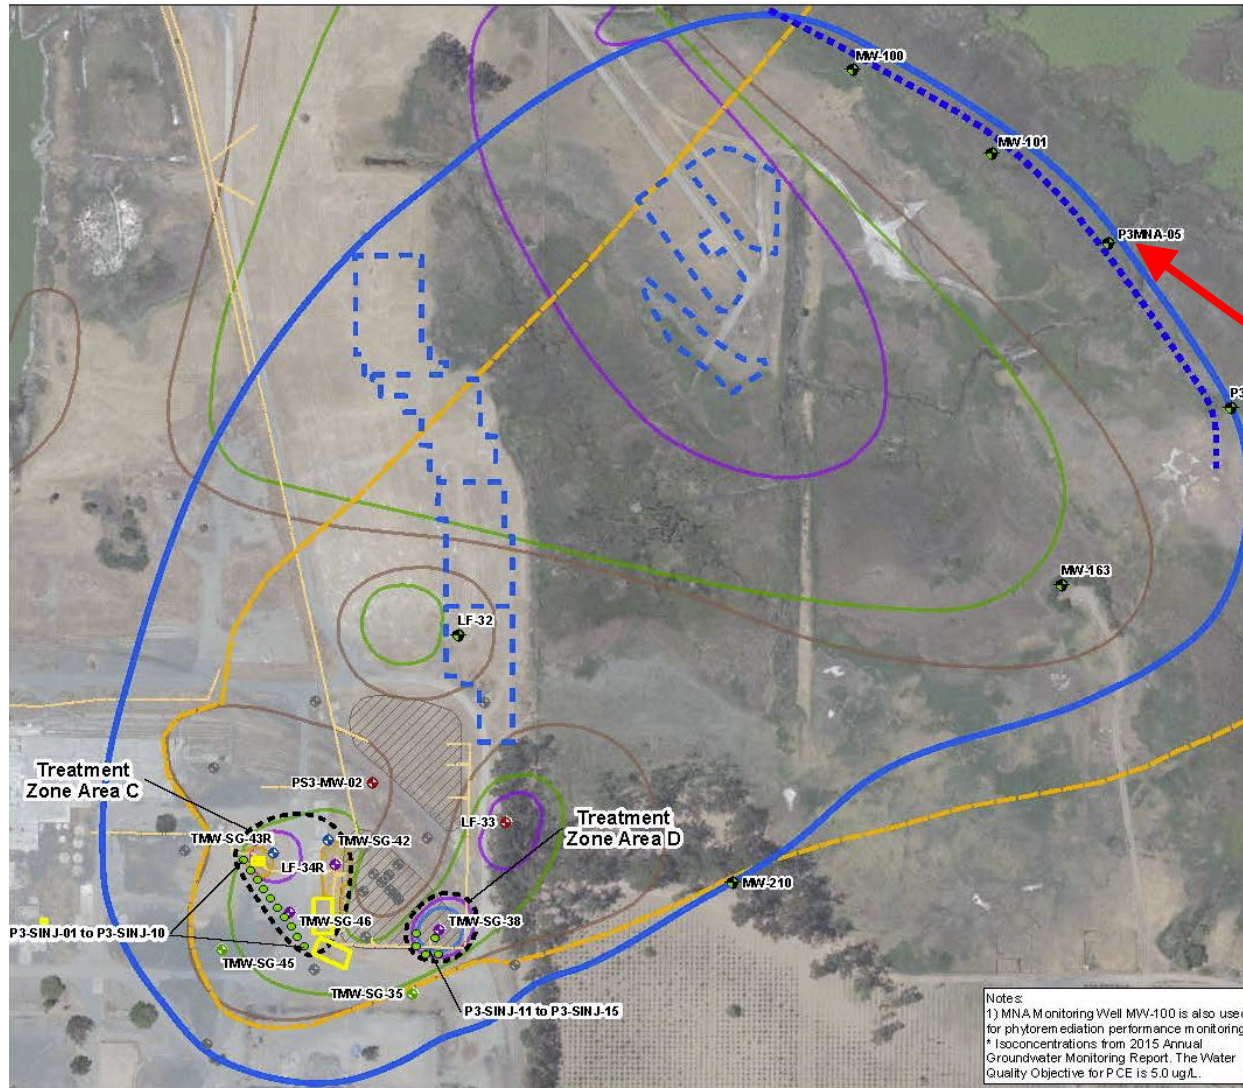 MW-100
MW-101
P3MNA-05
P3
MW-163
LF-32
Treatment
Zone Area C
PS3-MW-02
LF-33
Treatment
Zone Area D
TMW-SG-43R
TMW-SG-42
LF-34R
MW-210
TMW-SG-46
TMW-SG-38
P3-SINJ-01 to P3-SINJ-10
TMW-SG-45
TMW-SG-35
P3-SINJ-11 to P3-SINJ-15
Notes:
1) MNA Monitoring Well MW-100 is also used
for phytoremediation performance monitoring
* Isoconcentrations from 2015 Annual
Groundwater Monitoring Report. The Water
Quality Objective for PCE is 5.0 ug/L.